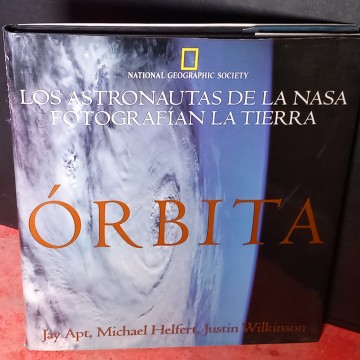 NATIONAL GEOGRAPHIC SOCIETY
LOS ASTRONAUTAS DE LA NASA
FOTOGRAFÍAN LA TIERRA
ÓRBITA
Jay Apt, Michael Helfert, Justin Wilkinson